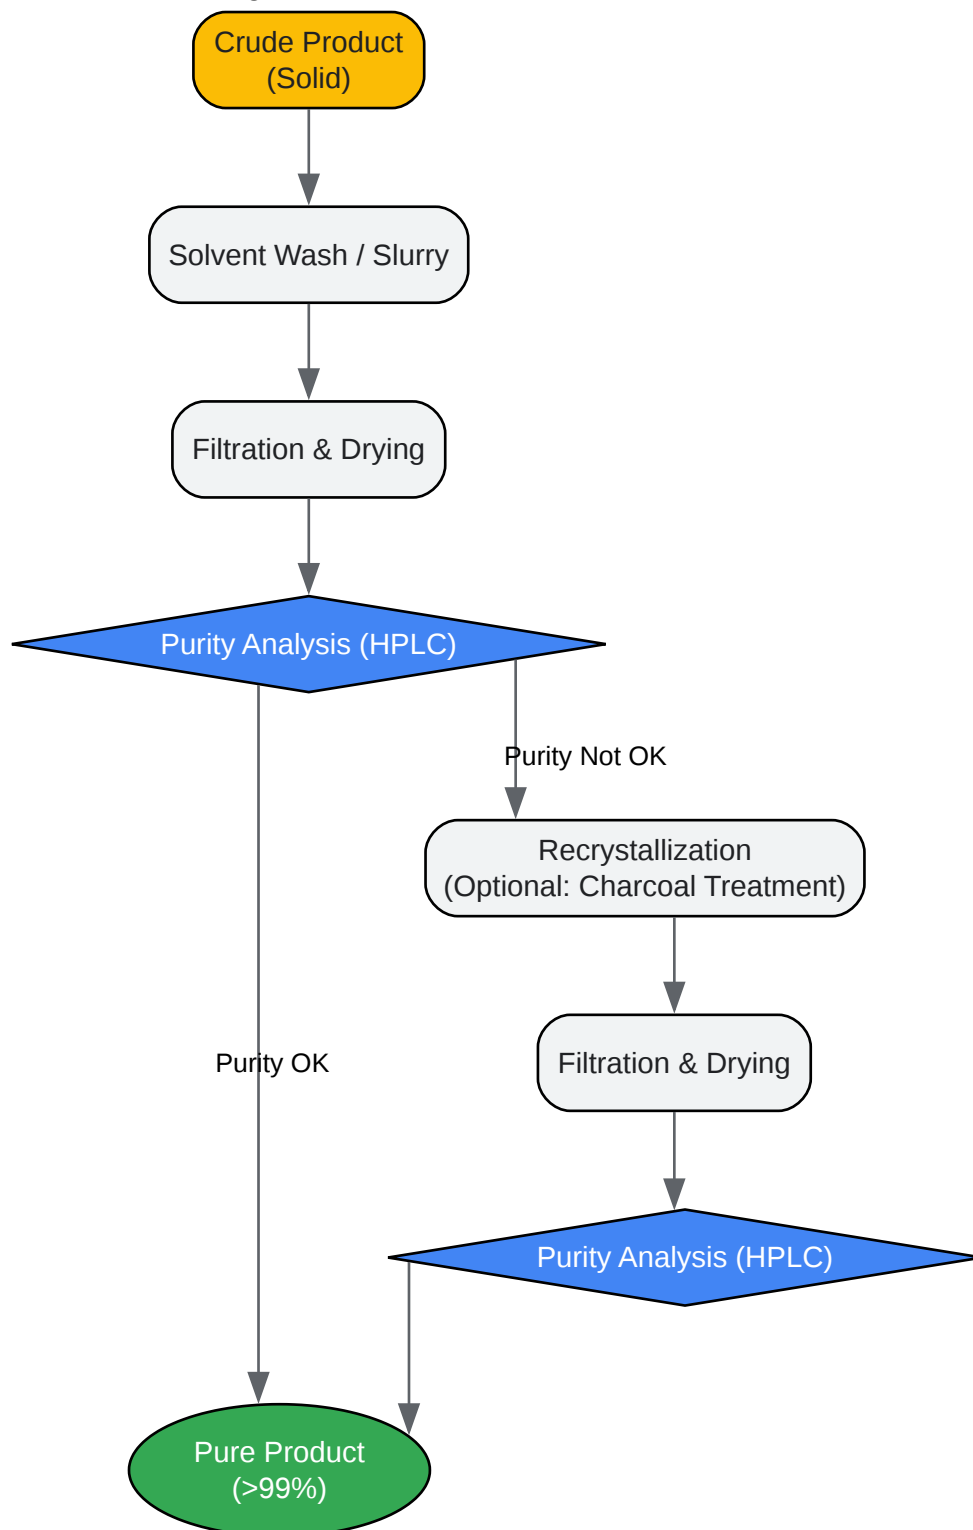 Crude Product
(Solid)
Solvent Wash / Slurry
Filtration & Drying
Purity Analysis (HPLC)
Purity Not OK
Recrystallization
(Optional: Charcoal Treatment)
Purity OK
Filtration & Drying
Purity Analysis (HPLC)
Pure Product
(>99%)